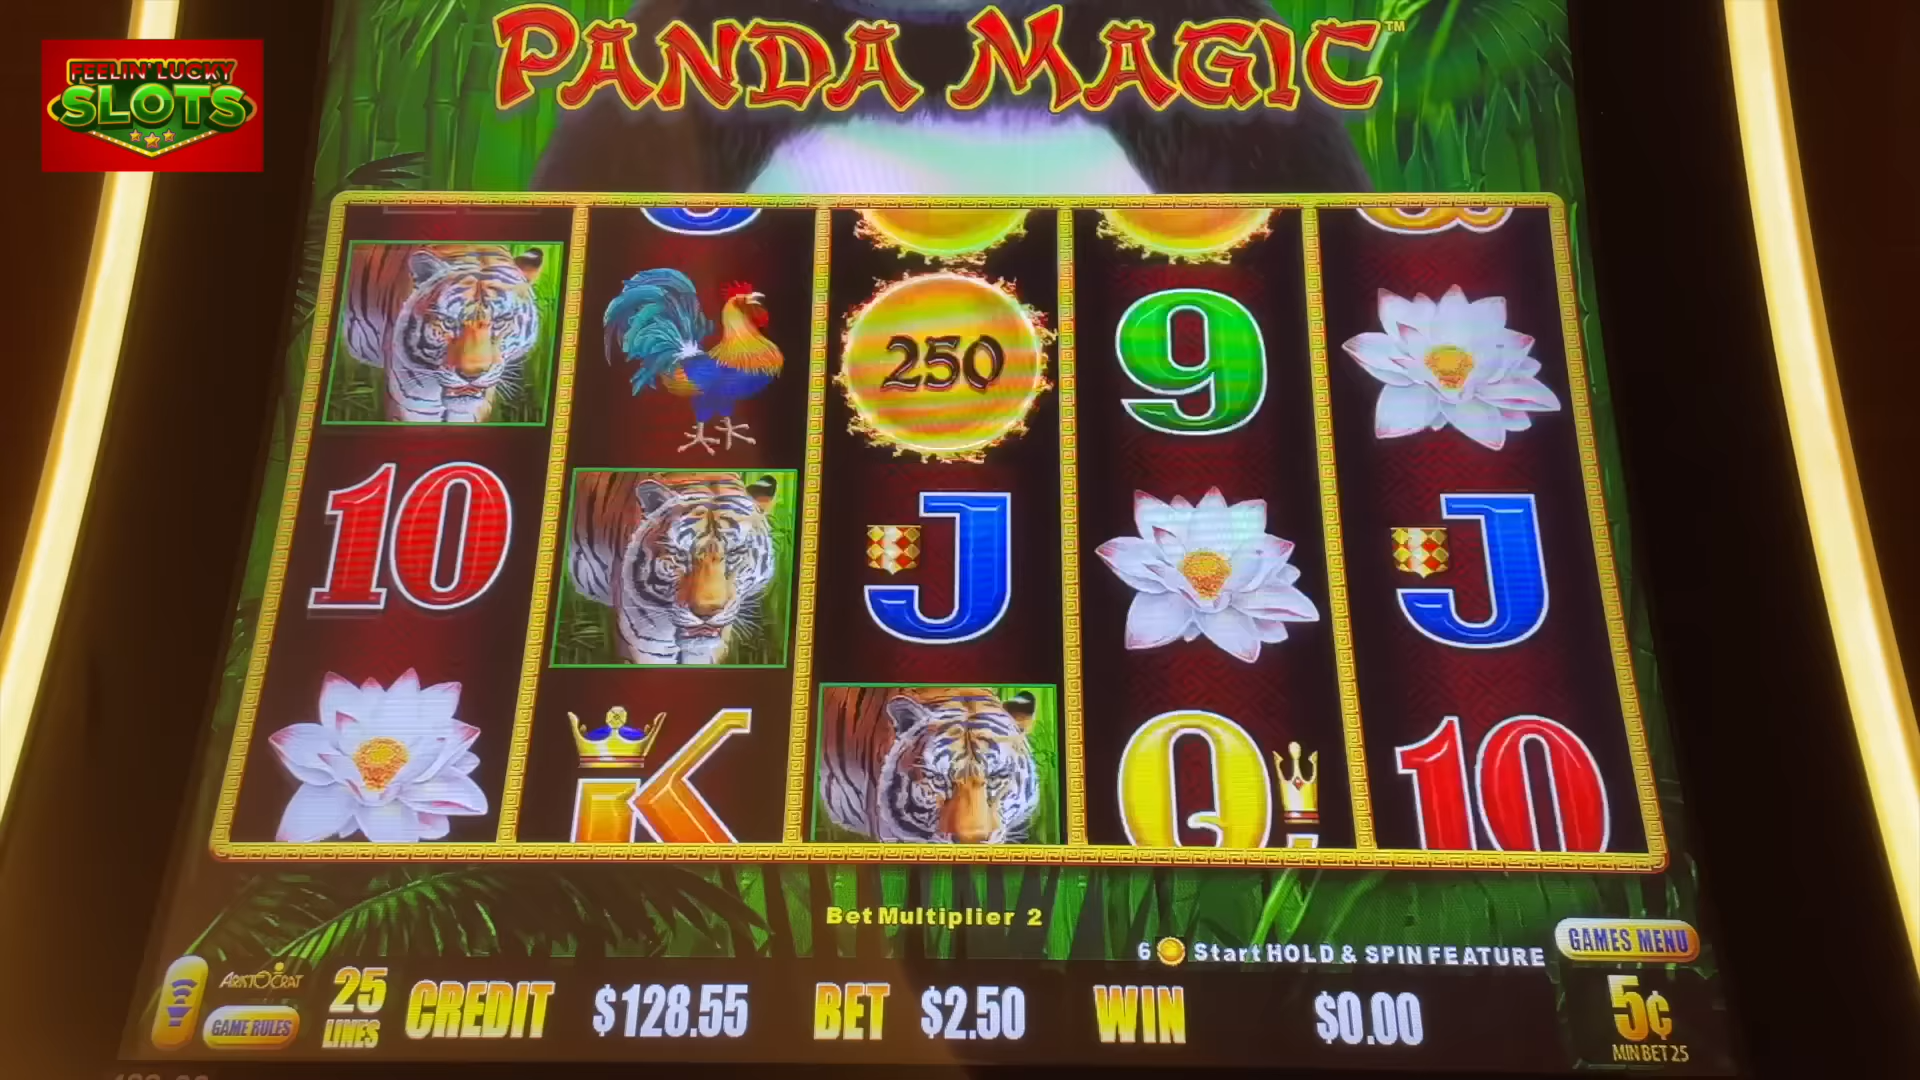 PANDA MAGIC™
FEELIN' LUCKY
SLOTS
250
9
10
J
J
K
Q
10
Bet Multiplier 2
6 Start HOLD & SPIN FEATURE
GAMES MENU
ARISTOCRAT
GAME RULES
25
LINES
CREDIT $128.55
BET $2.50
WIN $0.00
5¢
MIN BET 25